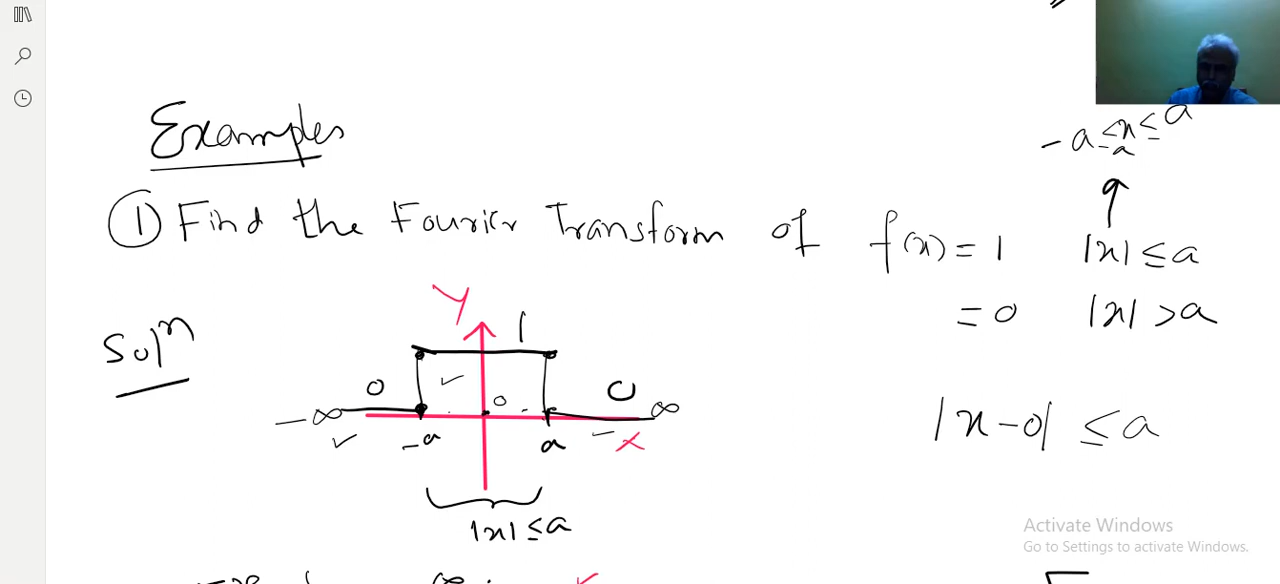 Examples
-a ≤ x ≤ a
① Find the Fourier Transform of f(x) = 1 |x| ≤ a
= 0 |x| > a
Solⁿ
Y
1
0 0 0
-∞ ∞
-a a X
|x-0| ≤ a
|x| ≤ a
Activate Windows
Go to Settings to activate Windows.